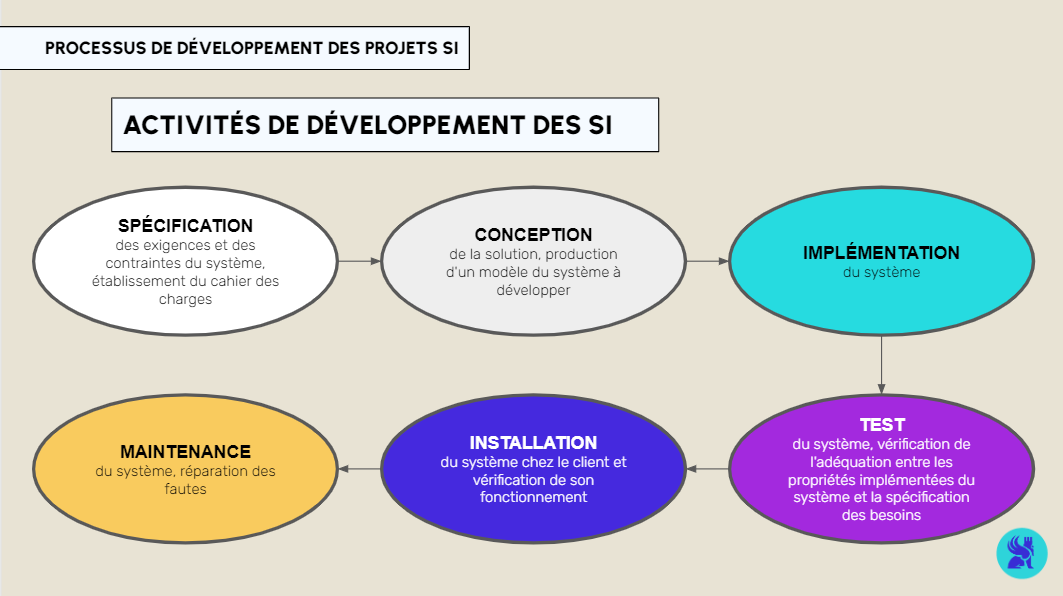 PROCESSUS DE DÉVELOPPEMENT DES PROJETS SI
ACTIVITÉS DE DÉVELOPPEMENT DES SI
SPÉCIFICATION
des exigences et des
contraintes du système,
établissement du cahier des
charges
CONCEPTION
de la solution, production
d'un modèle du système à
développer
IMPLÉMENTATION
du système
MAINTENANCE
du système, réparation des
fautes
INSTALLATION
du système chez le client et
vérification de son
fonctionnement
TEST
du système, vérification de
l'adéquation entre les
propriétés implémentées du
système et la spécification
des besoins